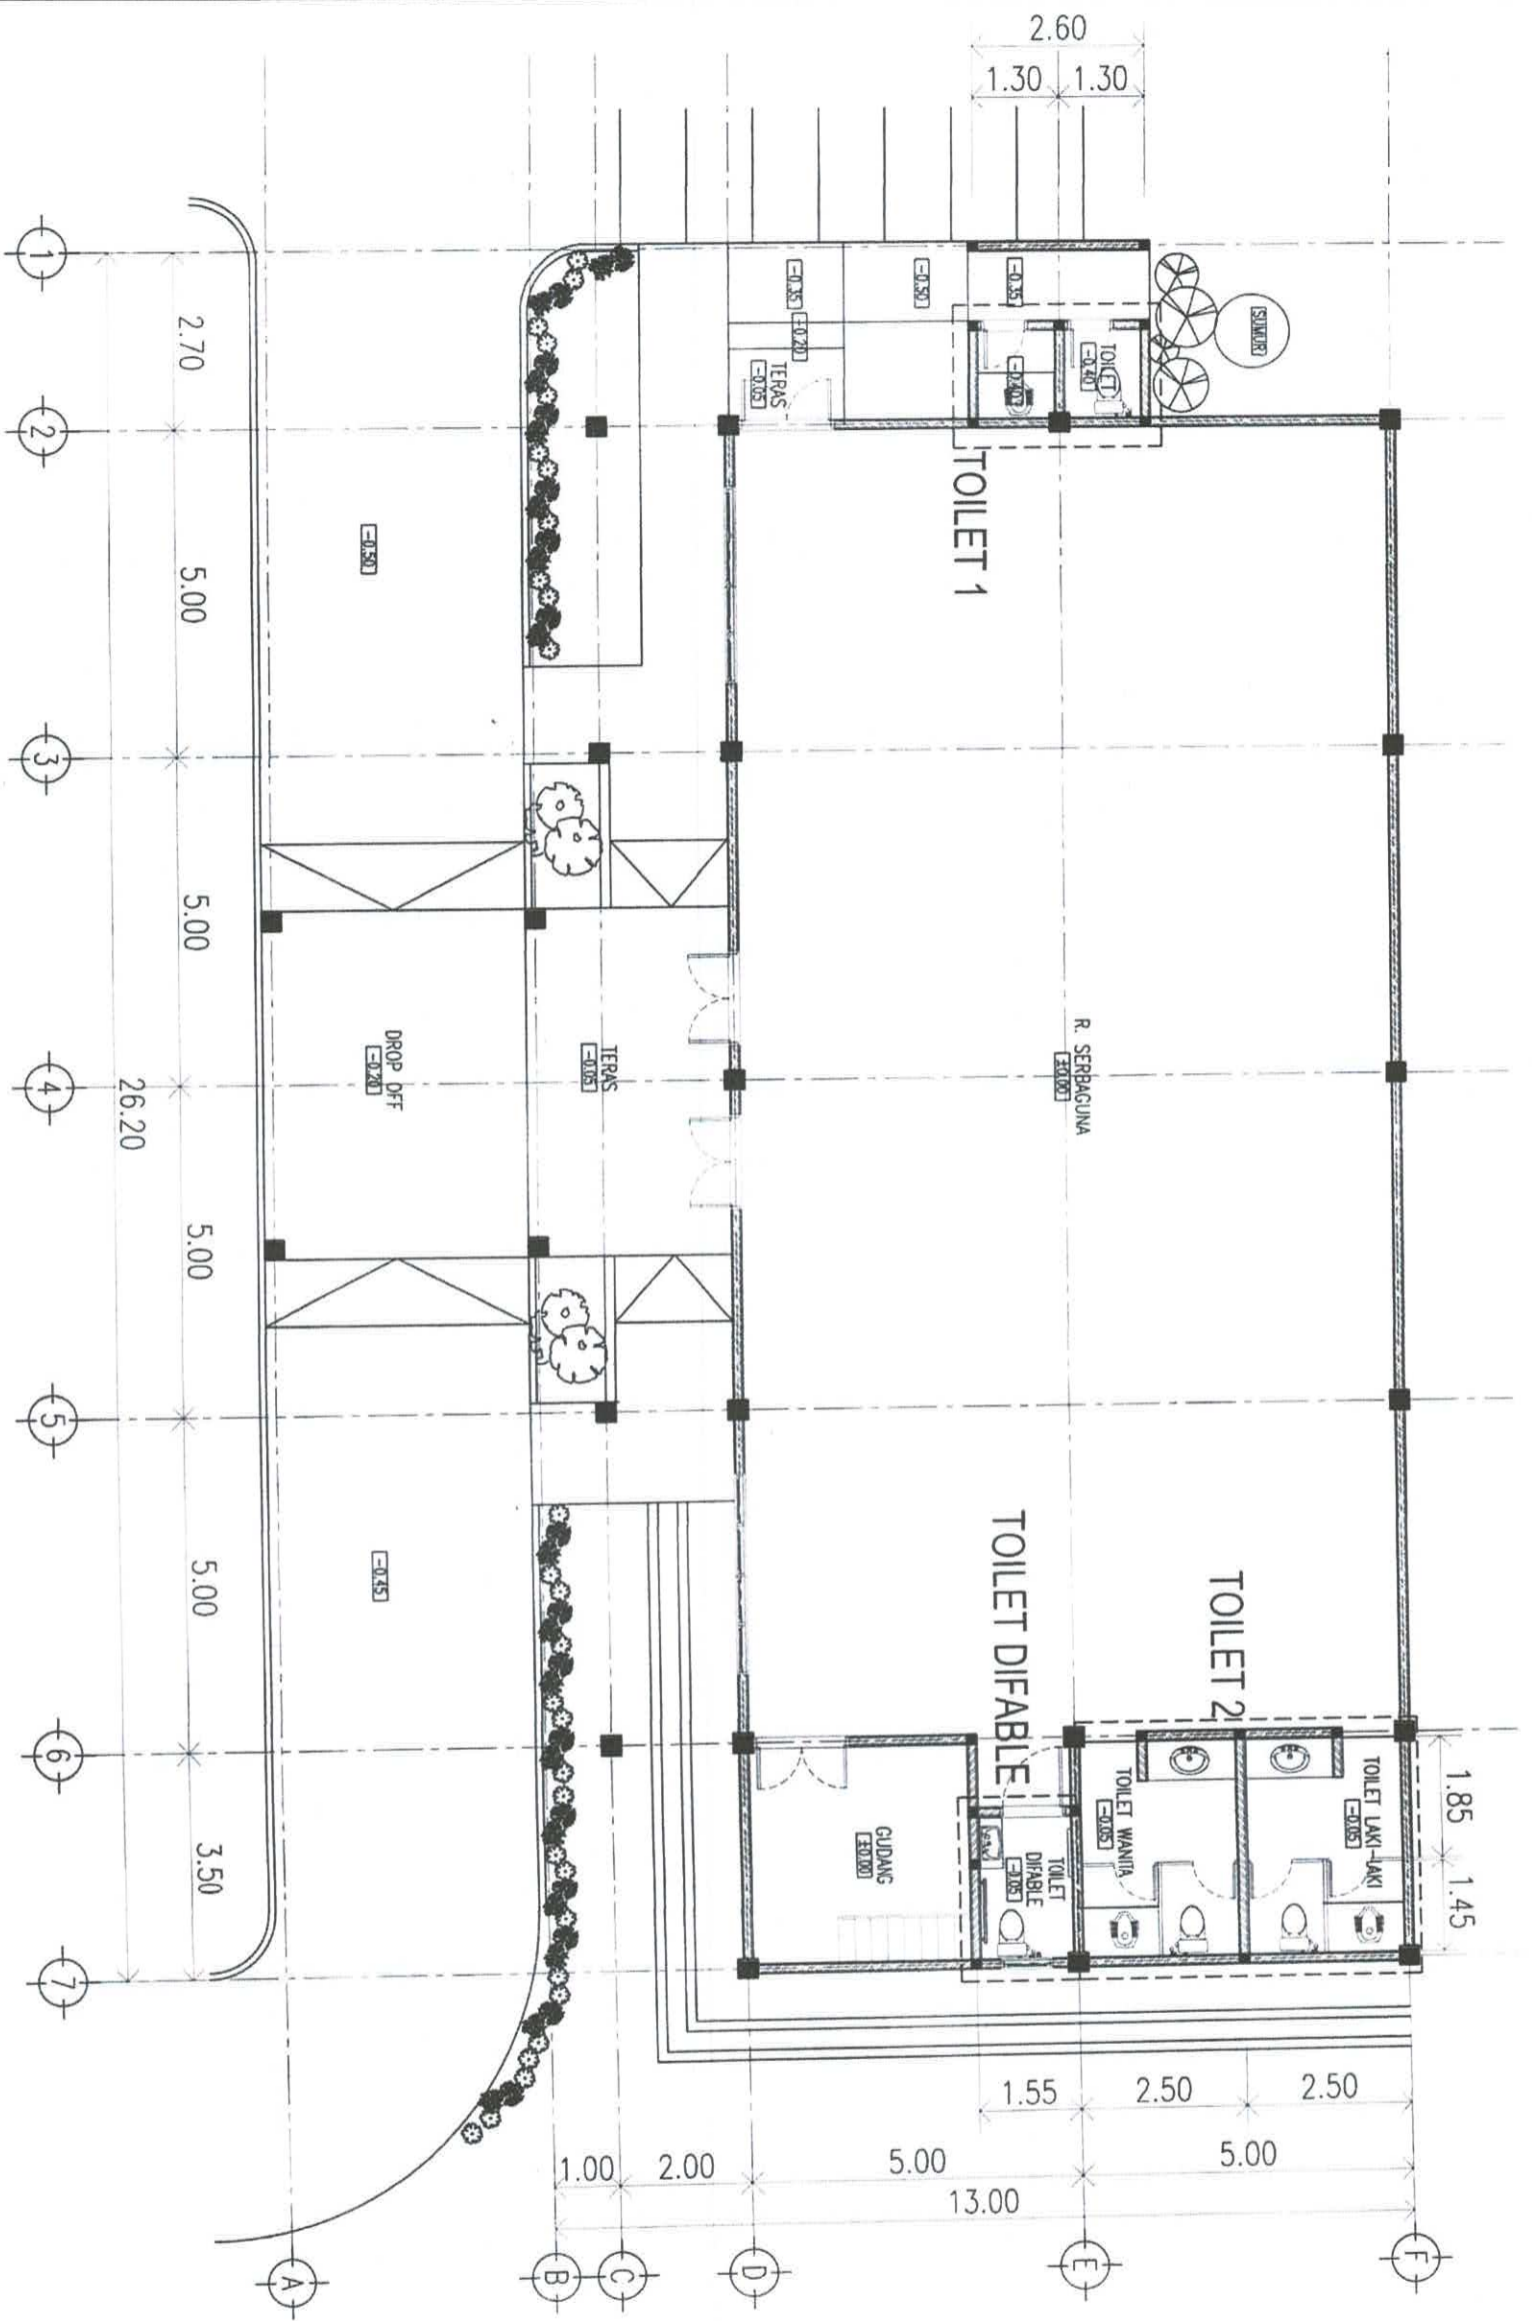 2.60
1.30
1.30
1
2
3
4
5
6
7
2.70
5.00
5.00
5.00
5.00
3.50
26.20
SUMUR
-0.35
-0.50
-0.35
-0.20
TERAS
-0.05
TOILET
-0.40
TOILET 1
-0.50
R. SERBAGUNA
±0.00
TERAS
-0.05
DROP OFF
-0.20
-0.45
TOILET 2
TOILET DIFABLE
TOILET LAKI-LAKI
-0.05
TOILET WANITA
-0.05
TOILET
DIFABLE
-0.05
GUDANG
±0.00
1.85
1.45
1.55
2.50
2.50
1.00
2.00
5.00
5.00
13.00
A
B
C
D
E
F